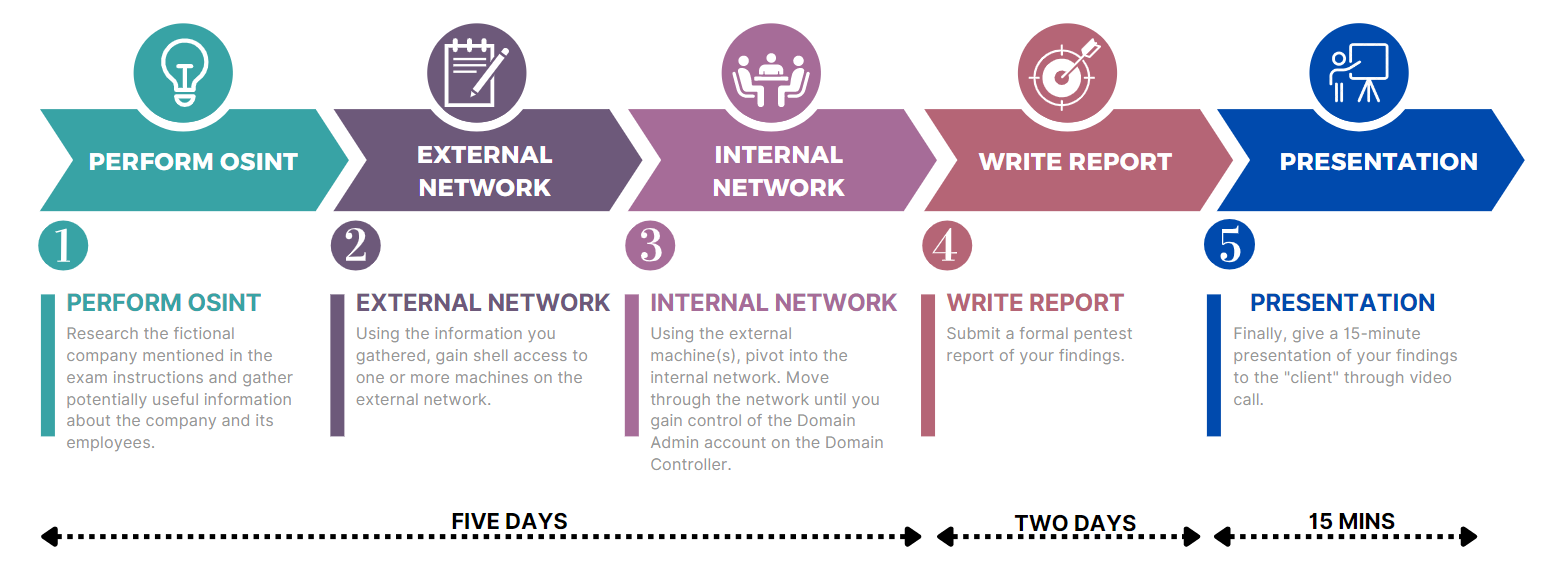 PERFORM OSINT
EXTERNAL
NETWORK
INTERNAL
NETWORK
WRITE REPORT
PRESENTATION
1
PERFORM OSINT
Research the fictional
company mentioned in the
exam instructions and gather
potentially useful information
about the company and its
employees.
2
EXTERNAL NETWORK
Using the information you
gathered, gain shell access to
one or more machines on the
external network.
3
INTERNAL NETWORK
Using the external
machine(s), pivot into the
internal network. Move
through the network until you
gain control of the Domain
Admin account on the Domain
Controller.
4
WRITE REPORT
Submit a formal pentest
report of your findings.
5
PRESENTATION
Finally, give a 15-minute
presentation of your findings
to the "client" through video
call.
FIVE DAYS
TWO DAYS
15 MINS